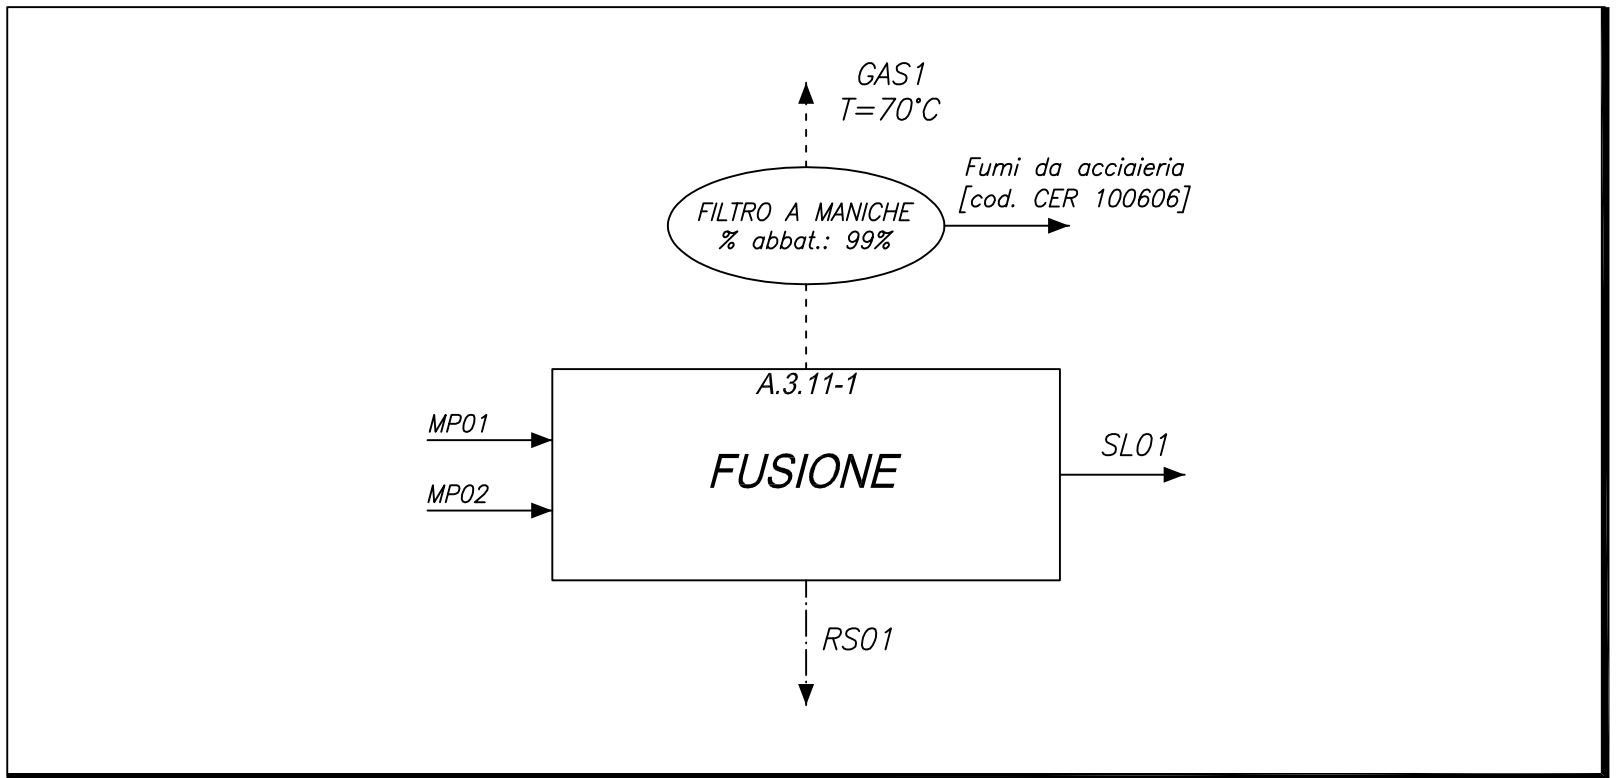 GAS1
T=70°C
Fumi da acciaieria
[cod. CER 100606]
FILTRO A MANICHE
% abbat.: 99%
A.3.11-1
MP01
FUSIONE
SL01
MP02
RS01